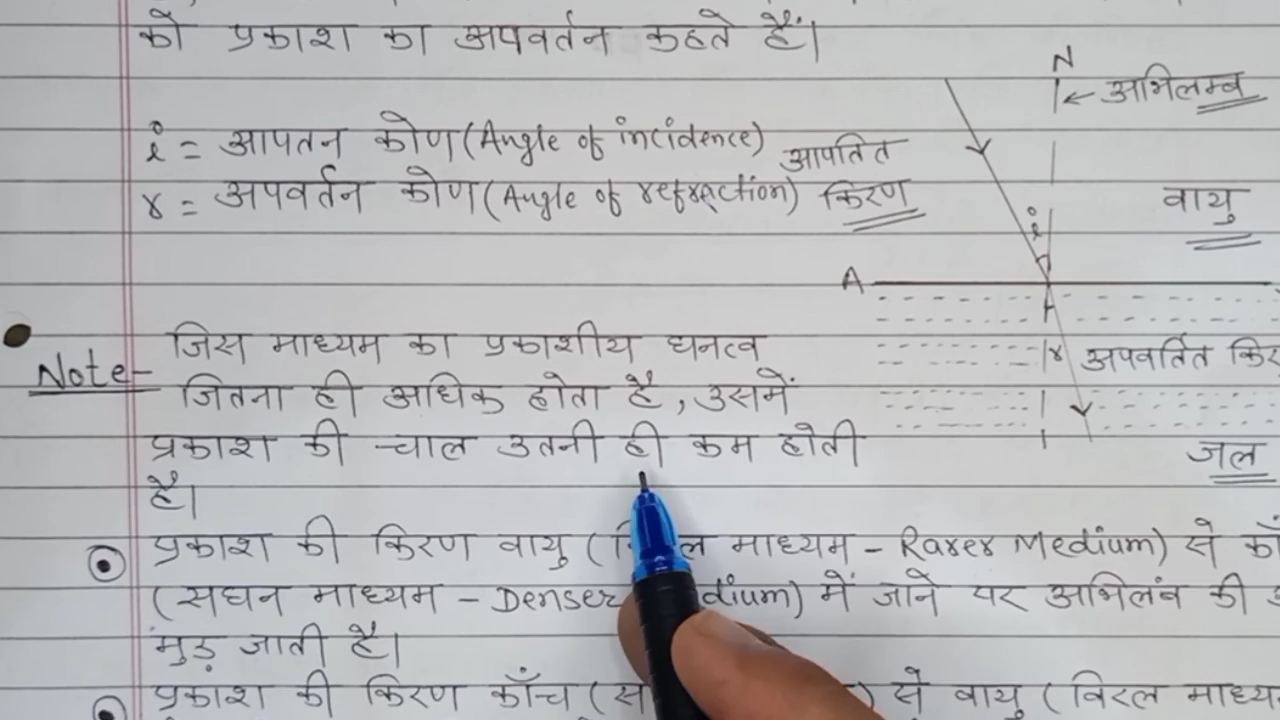 को प्रकाश का अपवर्तन कहते हैं।
N
← अभिलम्ब
i = आपतन कोण (Angle of incidence)
आपतित
r = अपवर्तन कोण (Angle of refraction)
किरण
वायु
i
A
Note-
जिस माध्यम का प्रकाशीय घनत्व
r अपवर्तित
जितना ही अधिक होता है, उसमें
प्रकाश की चाल उतनी ही कम होती
जल
है।
प्रकाश की किरण वायु ( माध्यम - Rarer Medium) से
(सघन माध्यम - Denser ) में जाने पर अभिलंब की
मुड़ जाती है।
प्रकाश की किरण काँच ( ) से वायु ( विरल